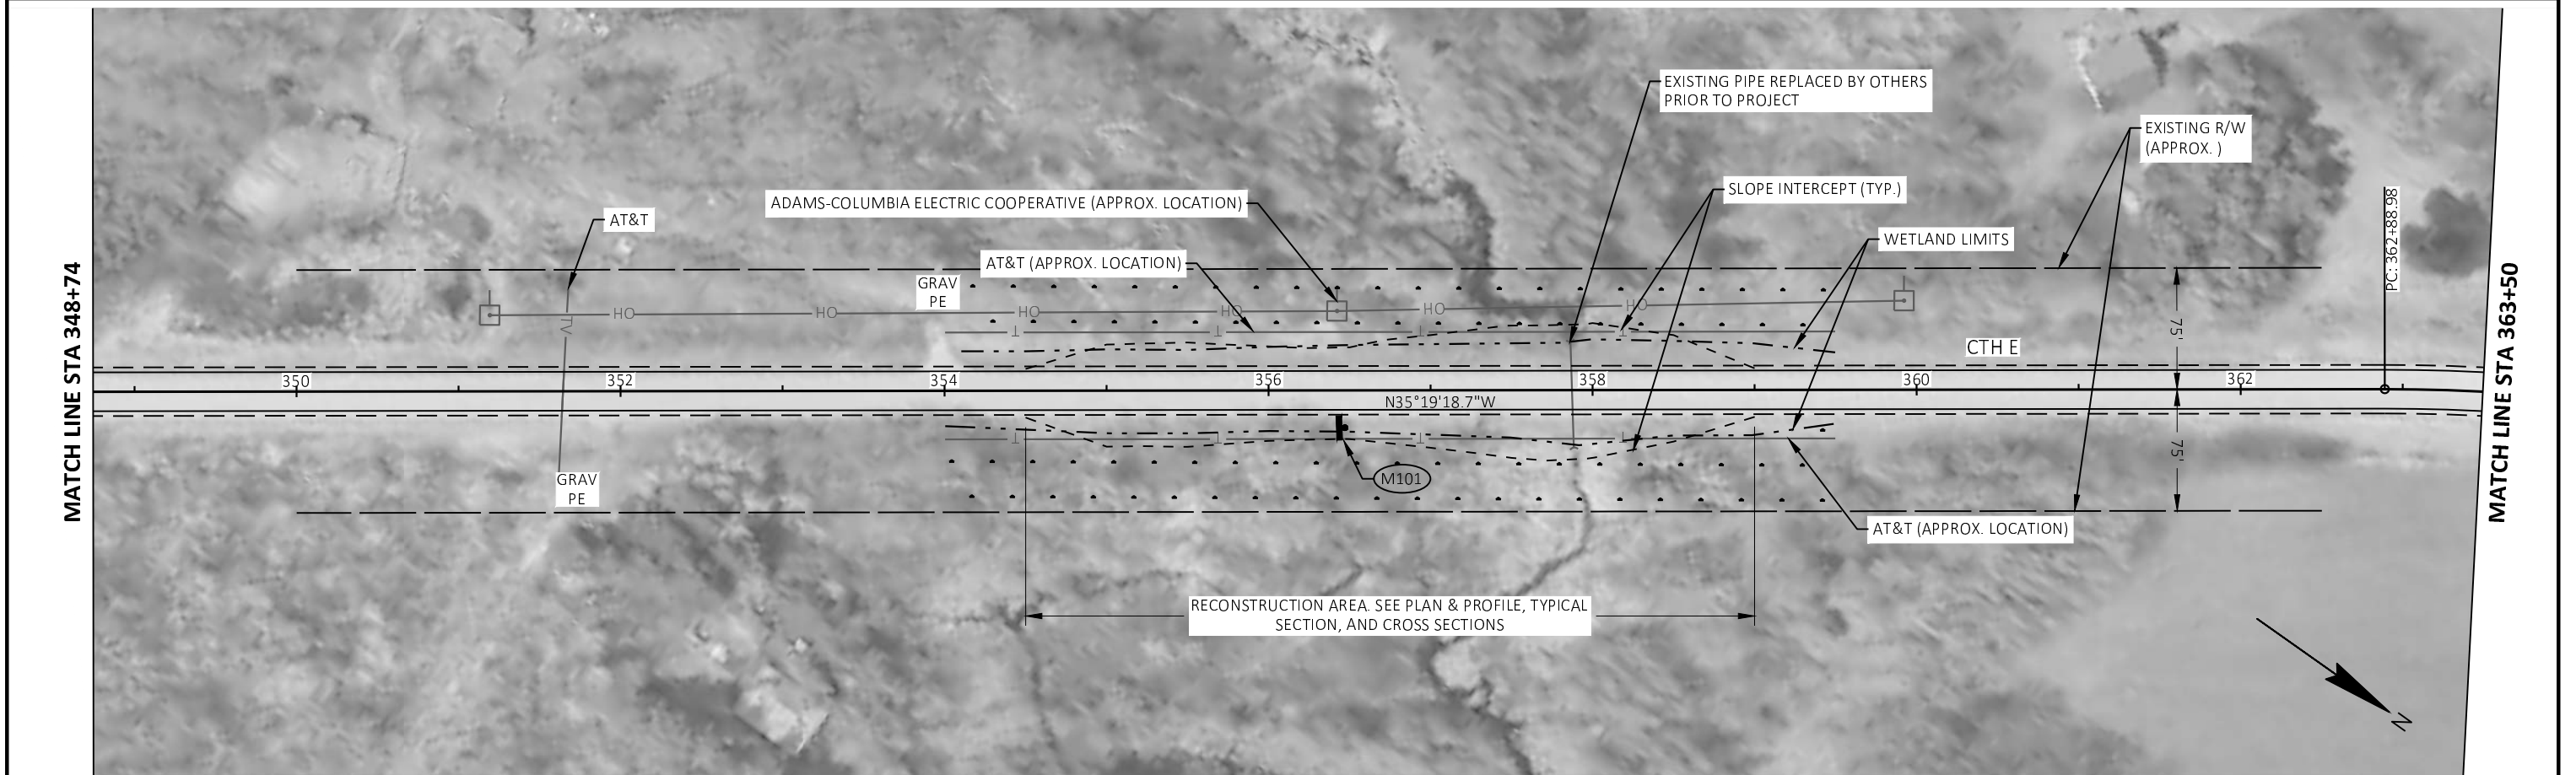 MATCH LINE STA 348+74
EXISTING PIPE REPLACED BY OTHERS
PRIOR TO PROJECT
EXISTING R/W
(APPROX. )
SLOPE INTERCEPT (TYP.)
ADAMS-COLUMBIA ELECTRIC COOPERATIVE (APPROX. LOCATION)
AT&T
WETLAND LIMITS
AT&T (APPROX. LOCATION)
PC: 362+88.98
GRAV
PE
HO
HO
HO
HO
HO
HO
TV
T
T
T
T
75'
CTH E
350
352
354
356
358
360
362
N35°19'18.7"W
T
T
T
T
75'
M101
GRAV
PE
AT&T (APPROX. LOCATION)
RECONSTRUCTION AREA. SEE PLAN & PROFILE, TYPICAL
SECTION, AND CROSS SECTIONS
N
MATCH LINE STA 363+50